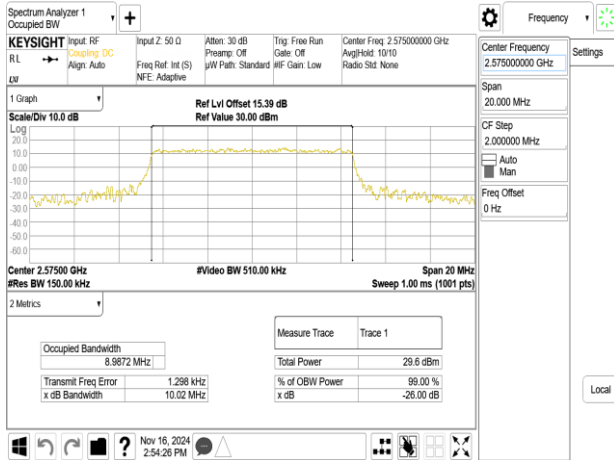 Spectrum Analyzer 1
Occupied BW
+
Frequency
KEYSIGHT
RL
LXI
Input: RF
Coupling: DC
Align: Auto
Input Z: 50 Ω
Freq Ref: Int (S)
NFE: Adaptive
Atten: 30 dB
Preamp: Off
µW Path: Standard
Trig: Free Run
Gate: Off
#IF Gain: Low
Center Freq: 2.575000000 GHz
Avg|Hold: 10/10
Radio Std: None
Center Frequency
2.575000000 GHz
Settings
Span
20.000 MHz
CF Step
2.000000 MHz
Auto
Man
Freq Offset
0 Hz
Local
1 Graph
Scale/Div 10.0 dB
Ref Lvl Offset 15.39 dB
Ref Value 30.00 dBm
Log
20.0
10.0
0.00
-10.0
-20.0
-30.0
-40.0
-50.0
-60.0
Center 2.57500 GHz
#Video BW 510.00 kHz
Span 20 MHz
#Res BW 150.00 kHz
Sweep 1.00 ms (1001 pts)
2 Metrics
Measure Trace
Trace 1
Occupied Bandwidth
8.9872 MHz
Total Power
29.6 dBm
Transmit Freq Error
1.298 kHz
% of OBW Power
99.00 %
x dB Bandwidth
10.02 MHz
x dB
-26.00 dB
?
Nov 16, 2024
2:54:26 PM